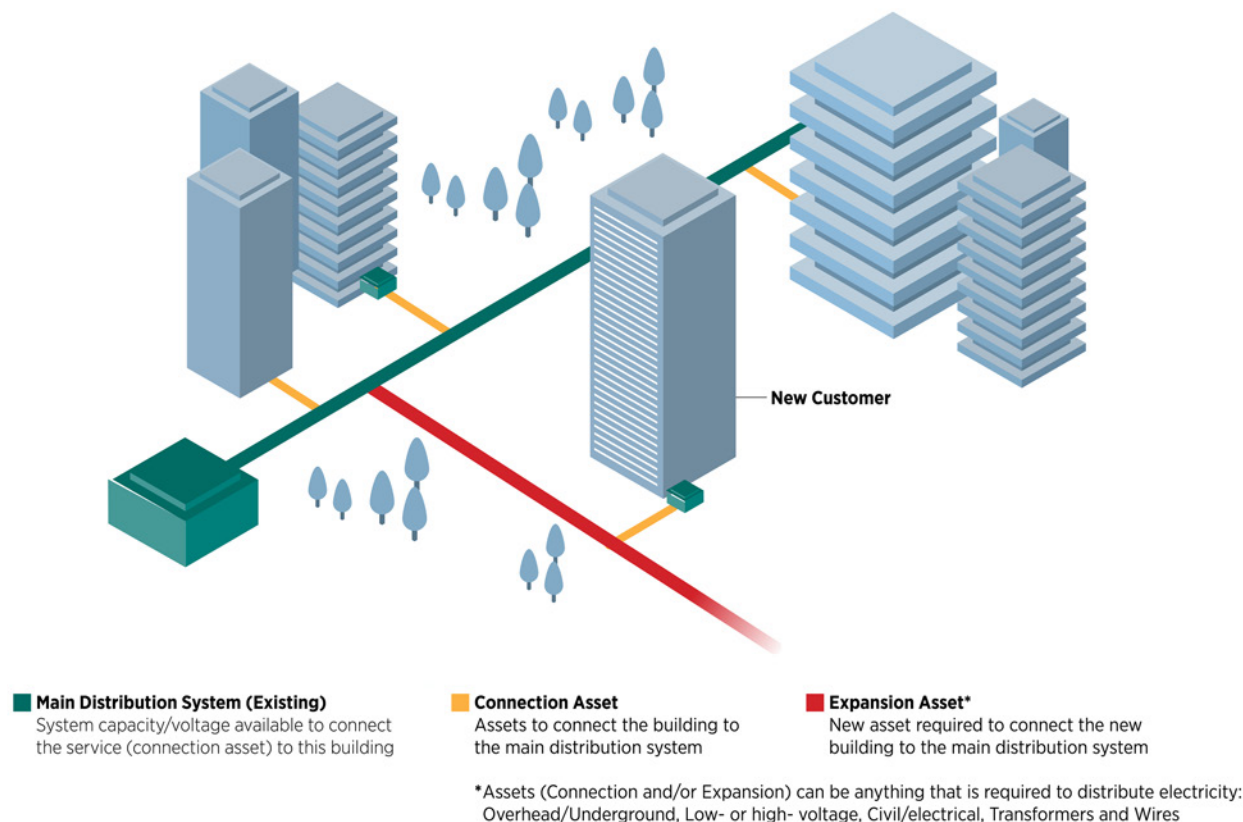 New Customer
Main Distribution System (Existing)
System capacity/voltage available to connect
the service (connection asset) to this building
Connection Asset
Assets to connect the building to
the main distribution system
Expansion Asset*
New asset required to connect the new
building to the main distribution system
*Assets (Connection and/or Expansion) can be anything that is required to distribute electricity:
Overhead/Underground, Low- or high- voltage, Civil/electrical, Transformers and Wires